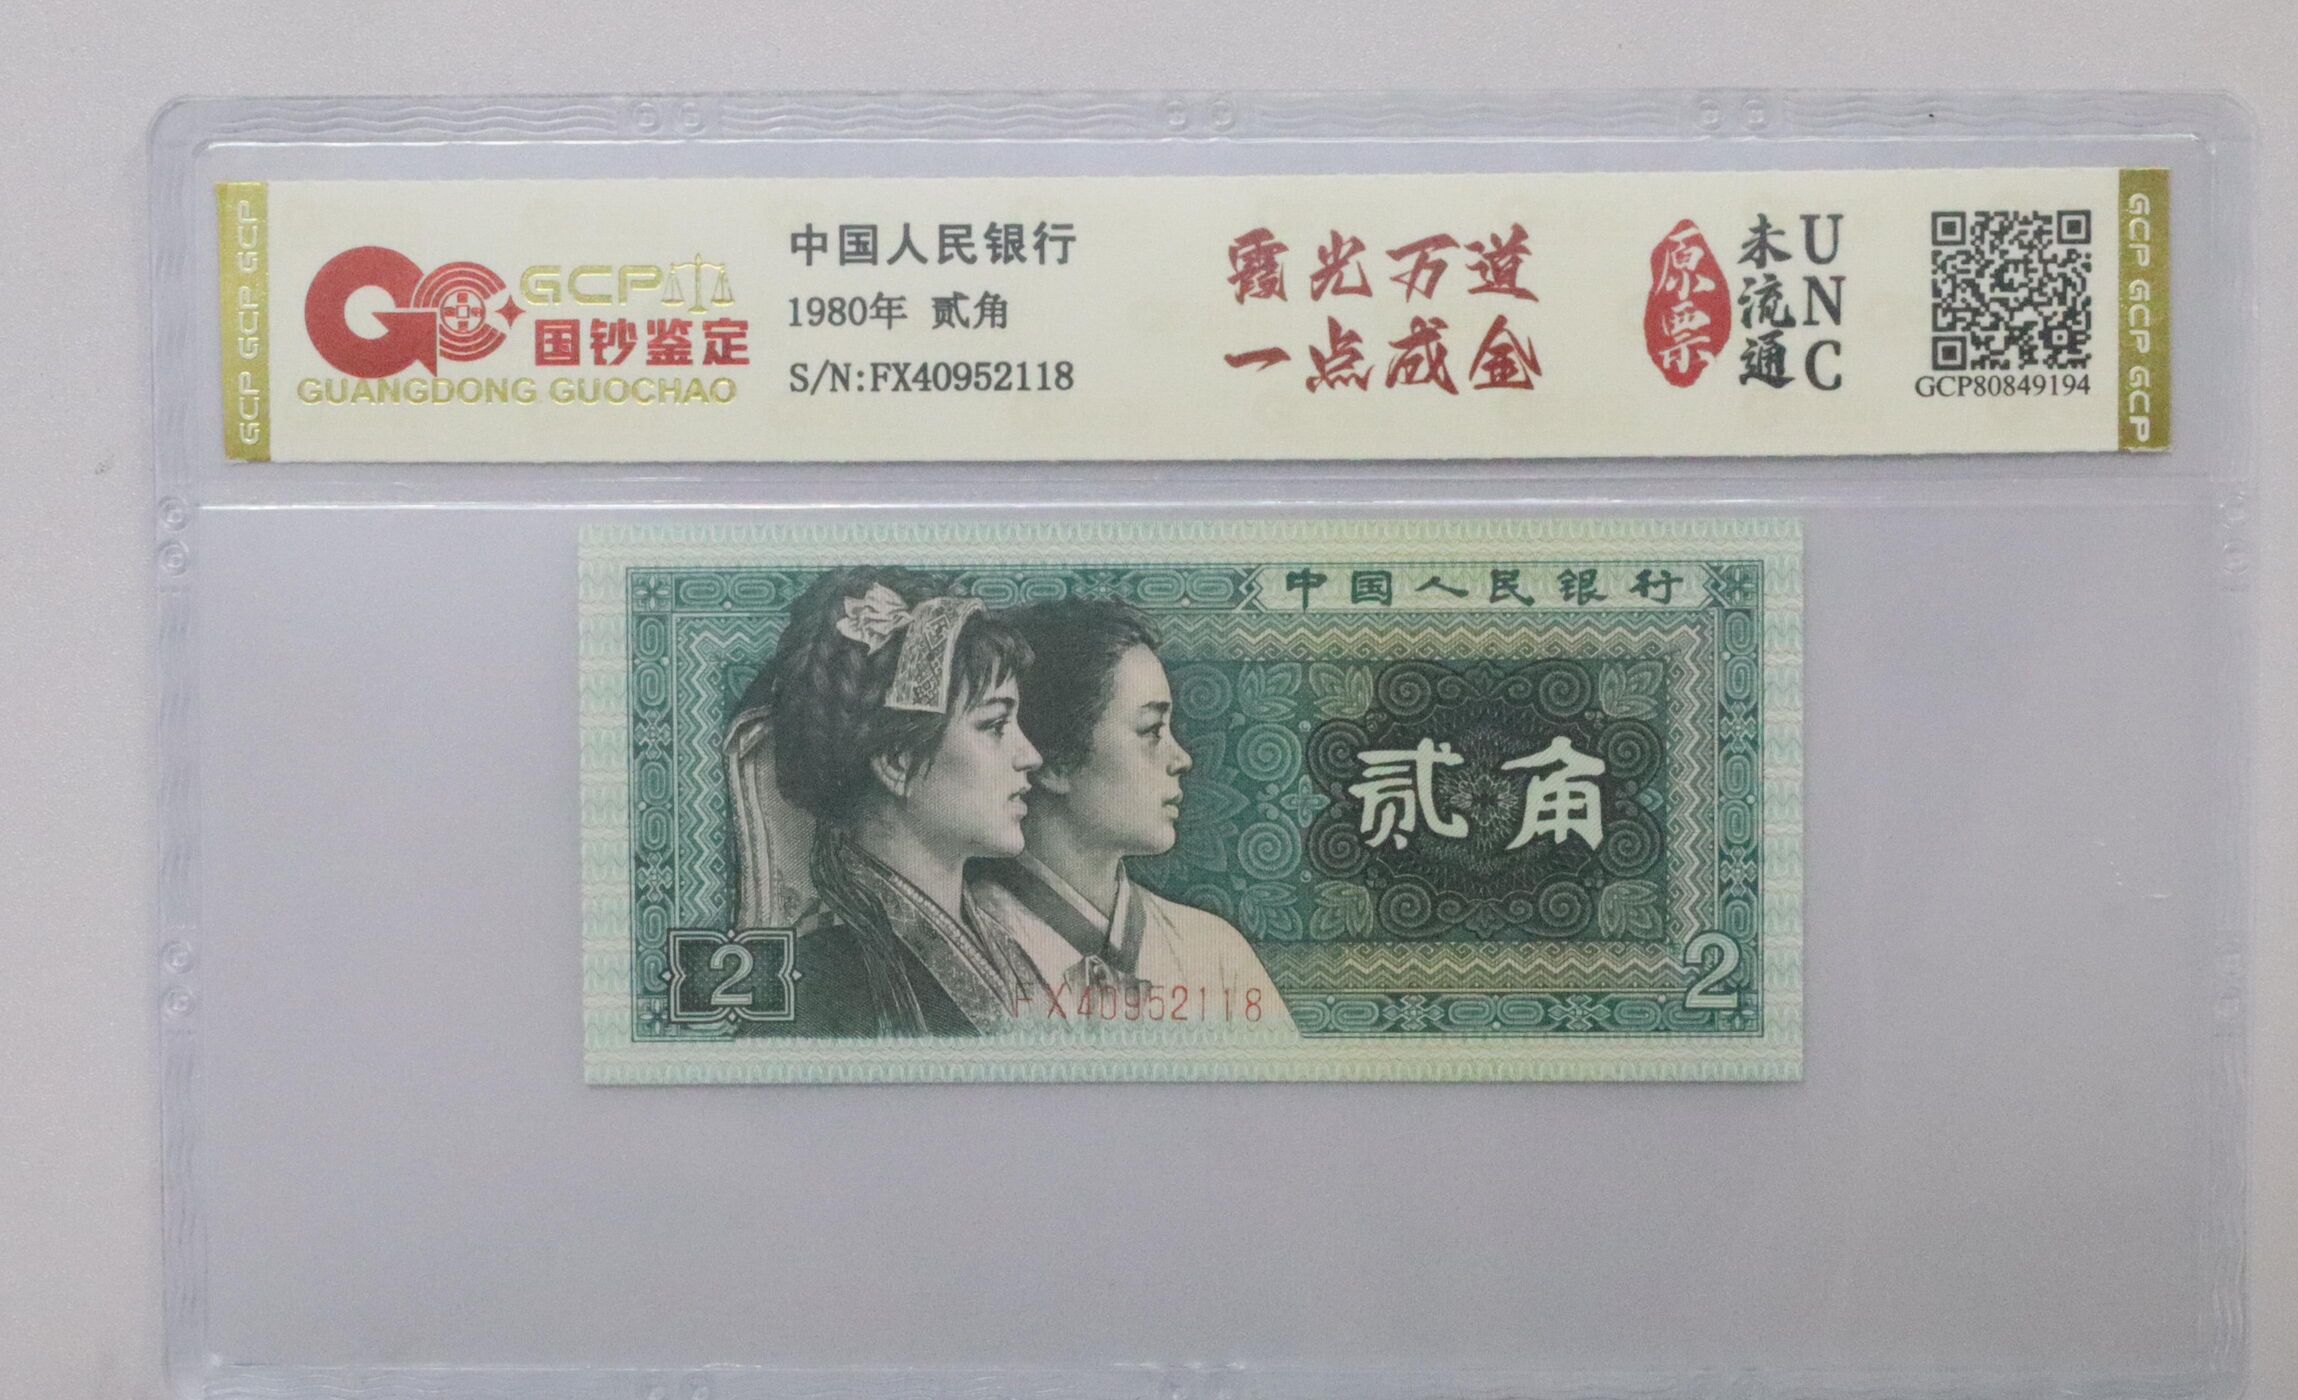 GCP GCP GCP
GCP
国钞鉴定
GUANGDONG GUOCHAO
中国人民银行
1980年 贰角
S/N:FX40952118
霞光万道
一点成金
原票
未流通
UNC
GCP80849194
GCP GCP GCP
中国人民银行
贰角
2
2
FX40952118